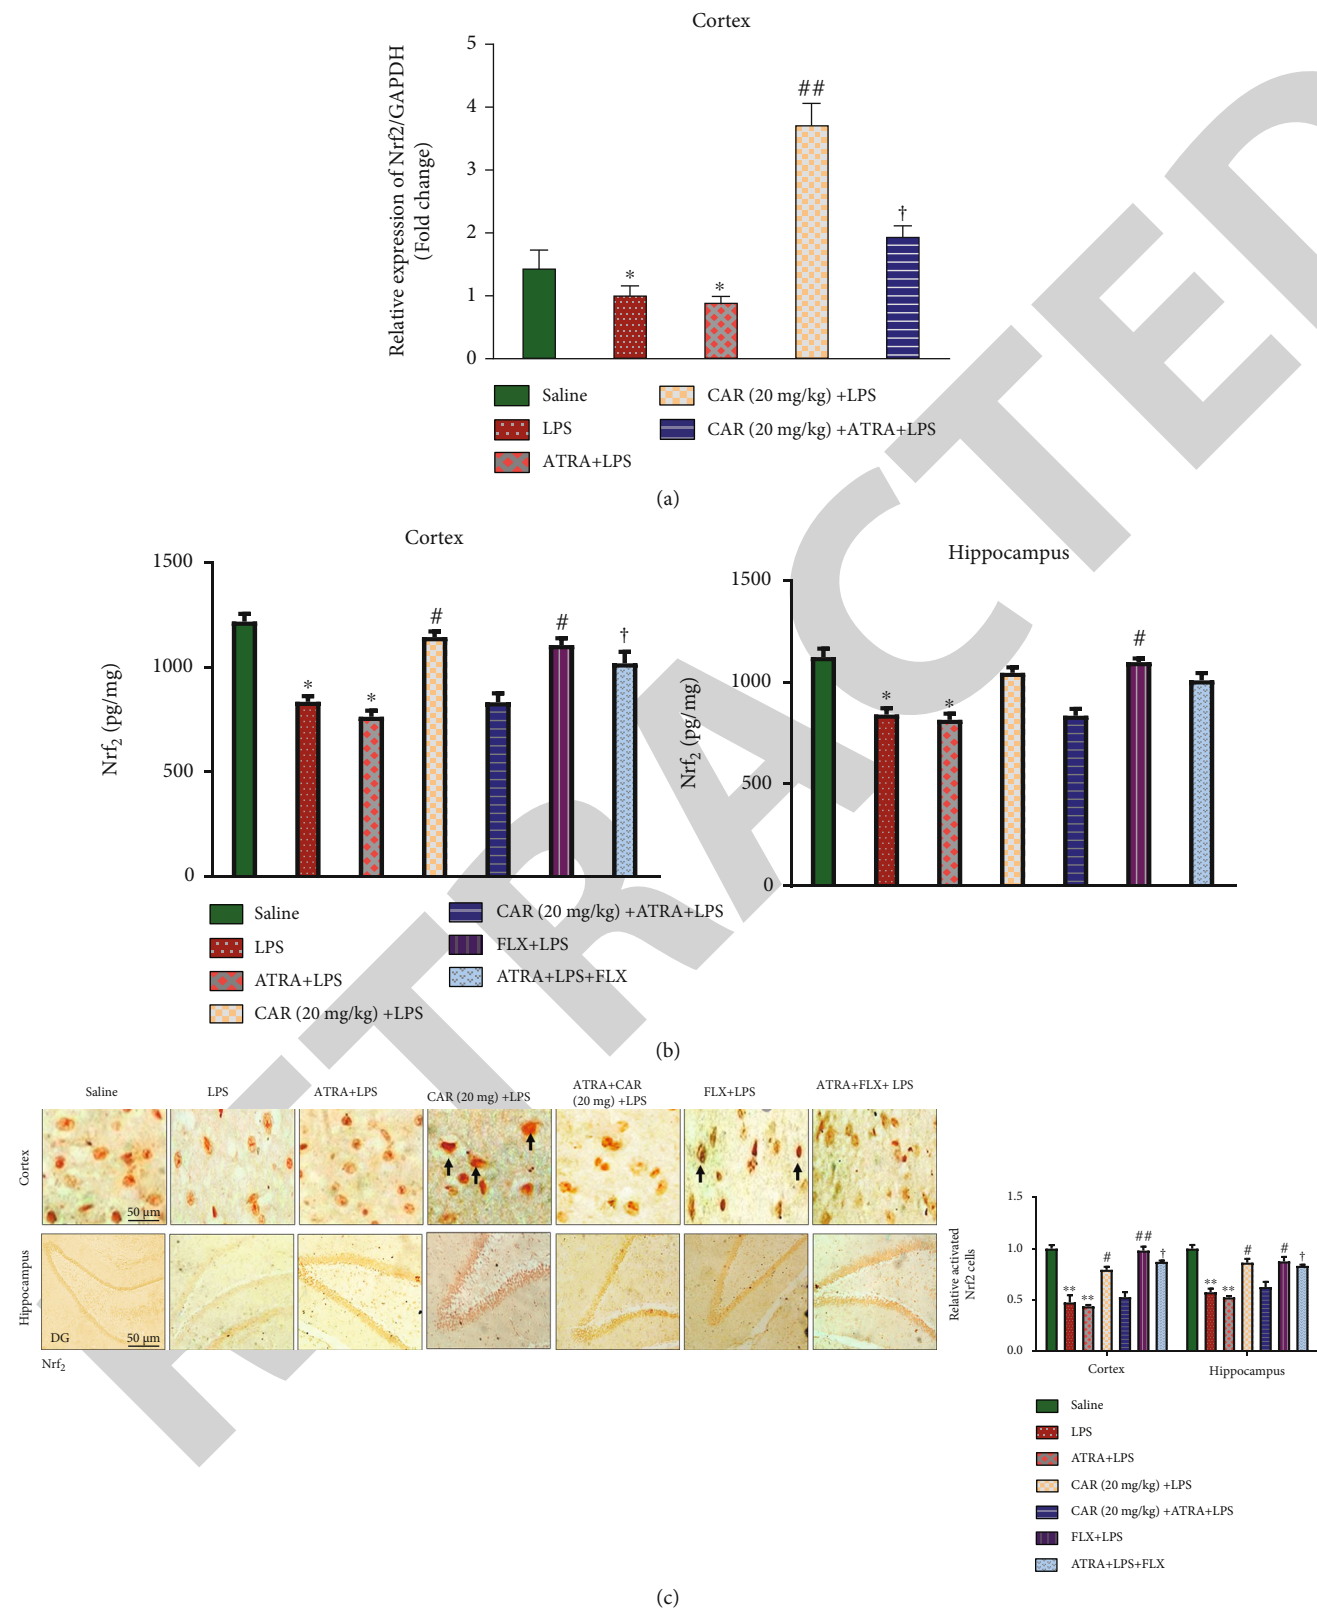 Cortex
Relative expression of Nrf2/GAPDH
(Fold change)
5
4
3
2
1
0
*
*
##
†
Saline
LPS
ATRA+LPS
CAR (20 mg/kg) +LPS
CAR (20 mg/kg) +ATRA+LPS
(a)
Cortex
Nrf2 (pg/mg)
1500
1000
500
0
*
*
#
#
†
Hippocampus
Nrf2 (pg/mg)
1500
1000
500
0
*
*
#
Saline
LPS
ATRA+LPS
CAR (20 mg/kg) +LPS
CAR (20 mg/kg) +ATRA+LPS
FLX+LPS
ATRA+LPS+FLX
(b)
Saline
LPS
ATRA+LPS
CAR (20 mg) +LPS
ATRA+CAR
(20 mg) +LPS
FLX+LPS
ATRA+FLX+ LPS
Cortex
50 μm
Hippocampus
DG
50 μm
Nrf2
Relative activated
Nrf2 cells
1.5
1.0
0.5
0.0
**
**
#
##
†
**
**
#
#
†
Cortex
Hippocampus
Saline
LPS
ATRA+LPS
CAR (20 mg/kg) +LPS
CAR (20 mg/kg) +ATRA+LPS
FLX+LPS
ATRA+LPS+FLX
(c)
RETRACTED